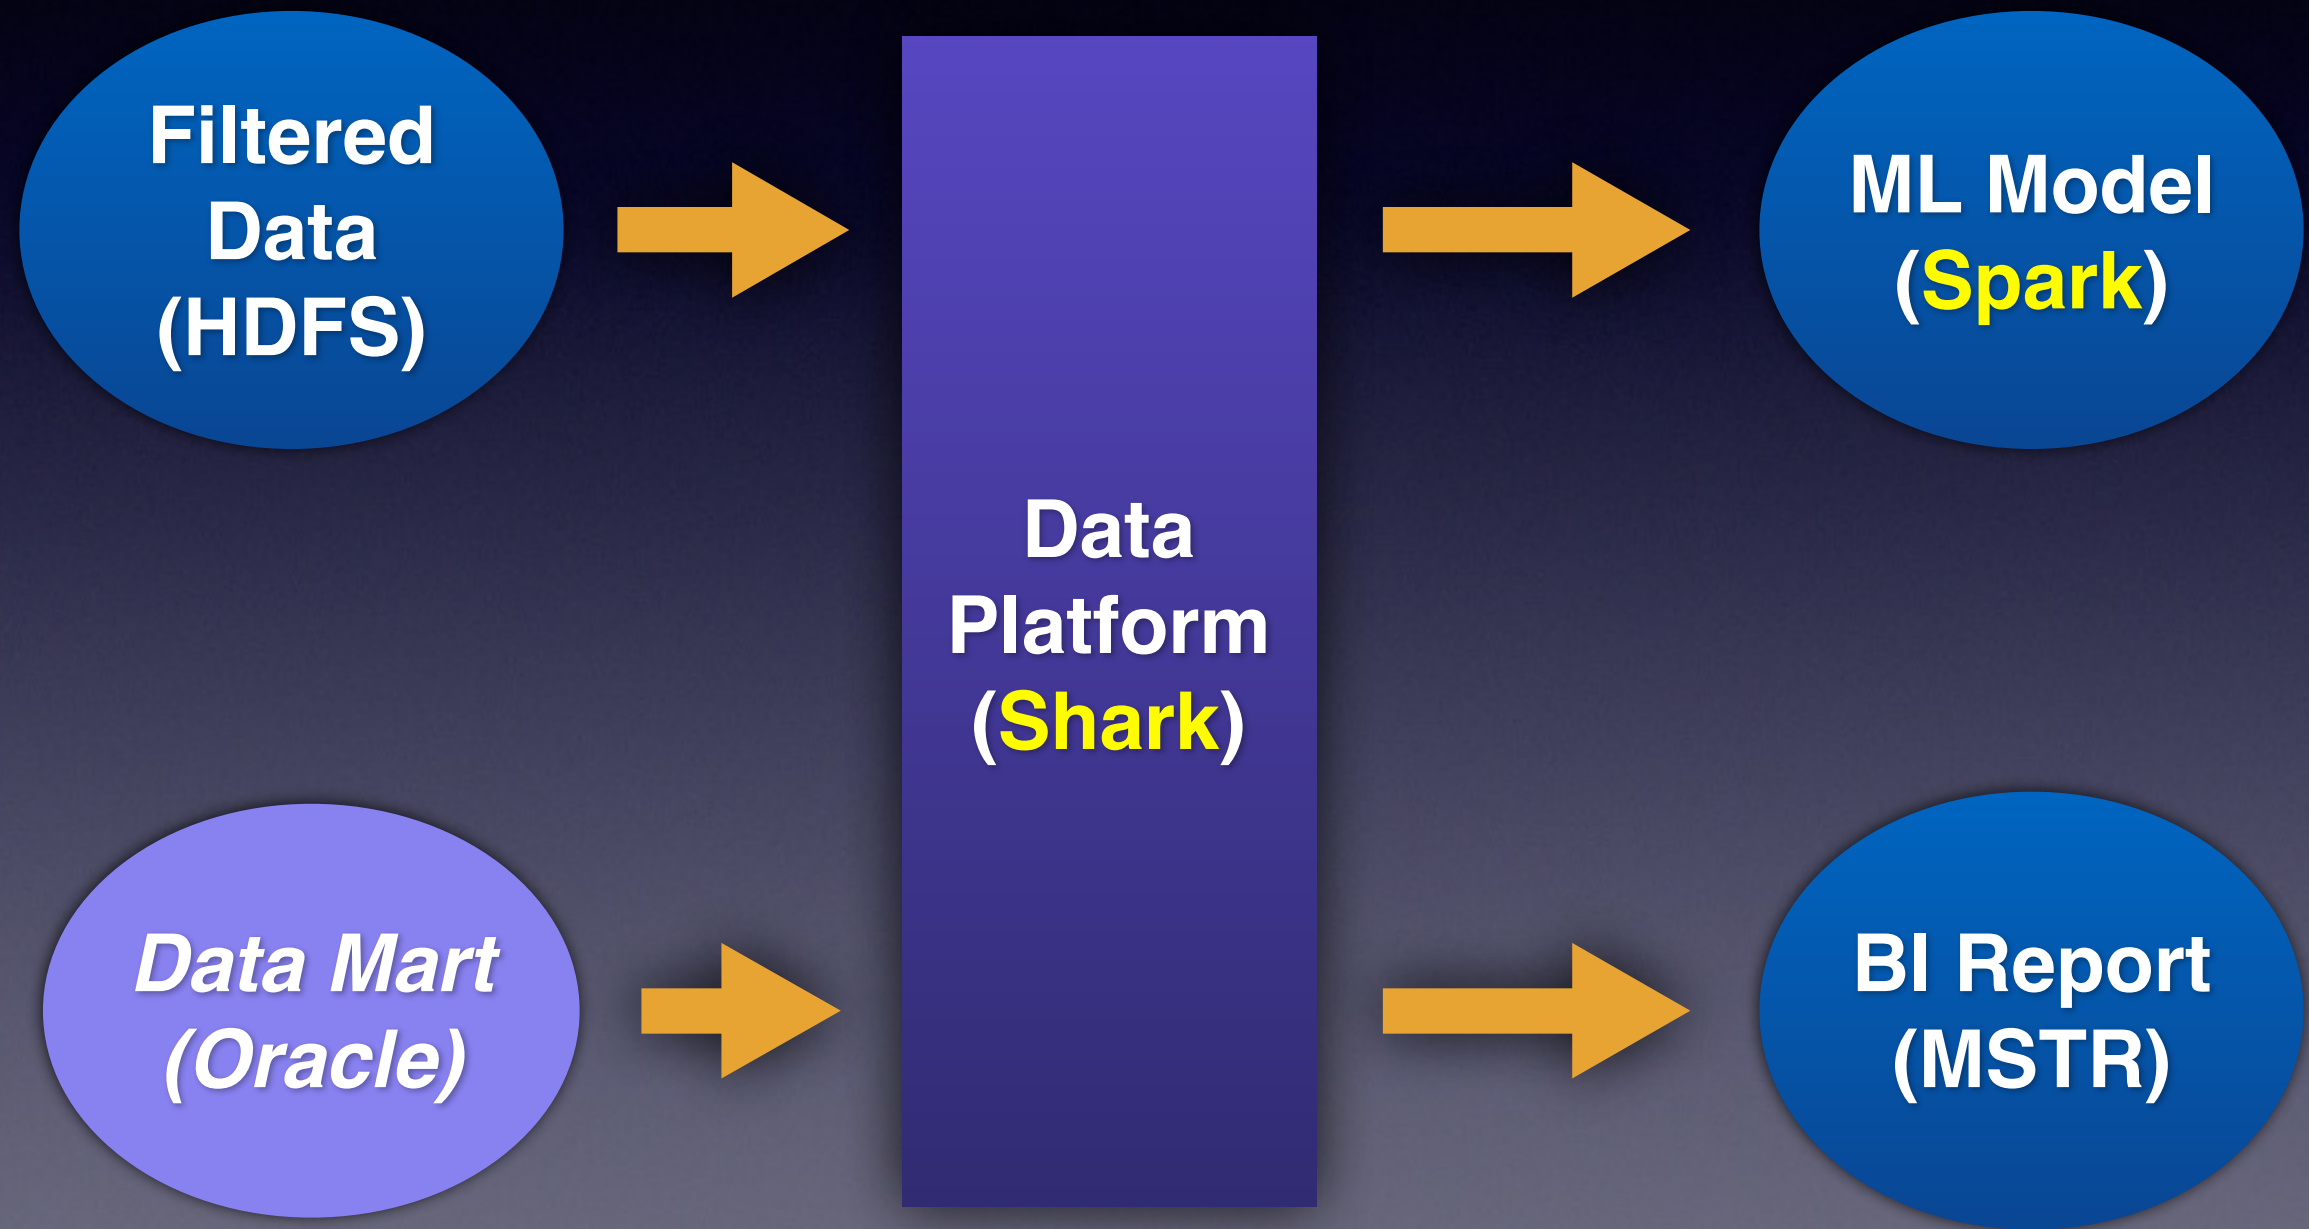 Filtered
Data
(HDFS)
Data
Platform
(Shark)
ML Model
(Spark)
Data Mart
(Oracle)
BI Report
(MSTR)